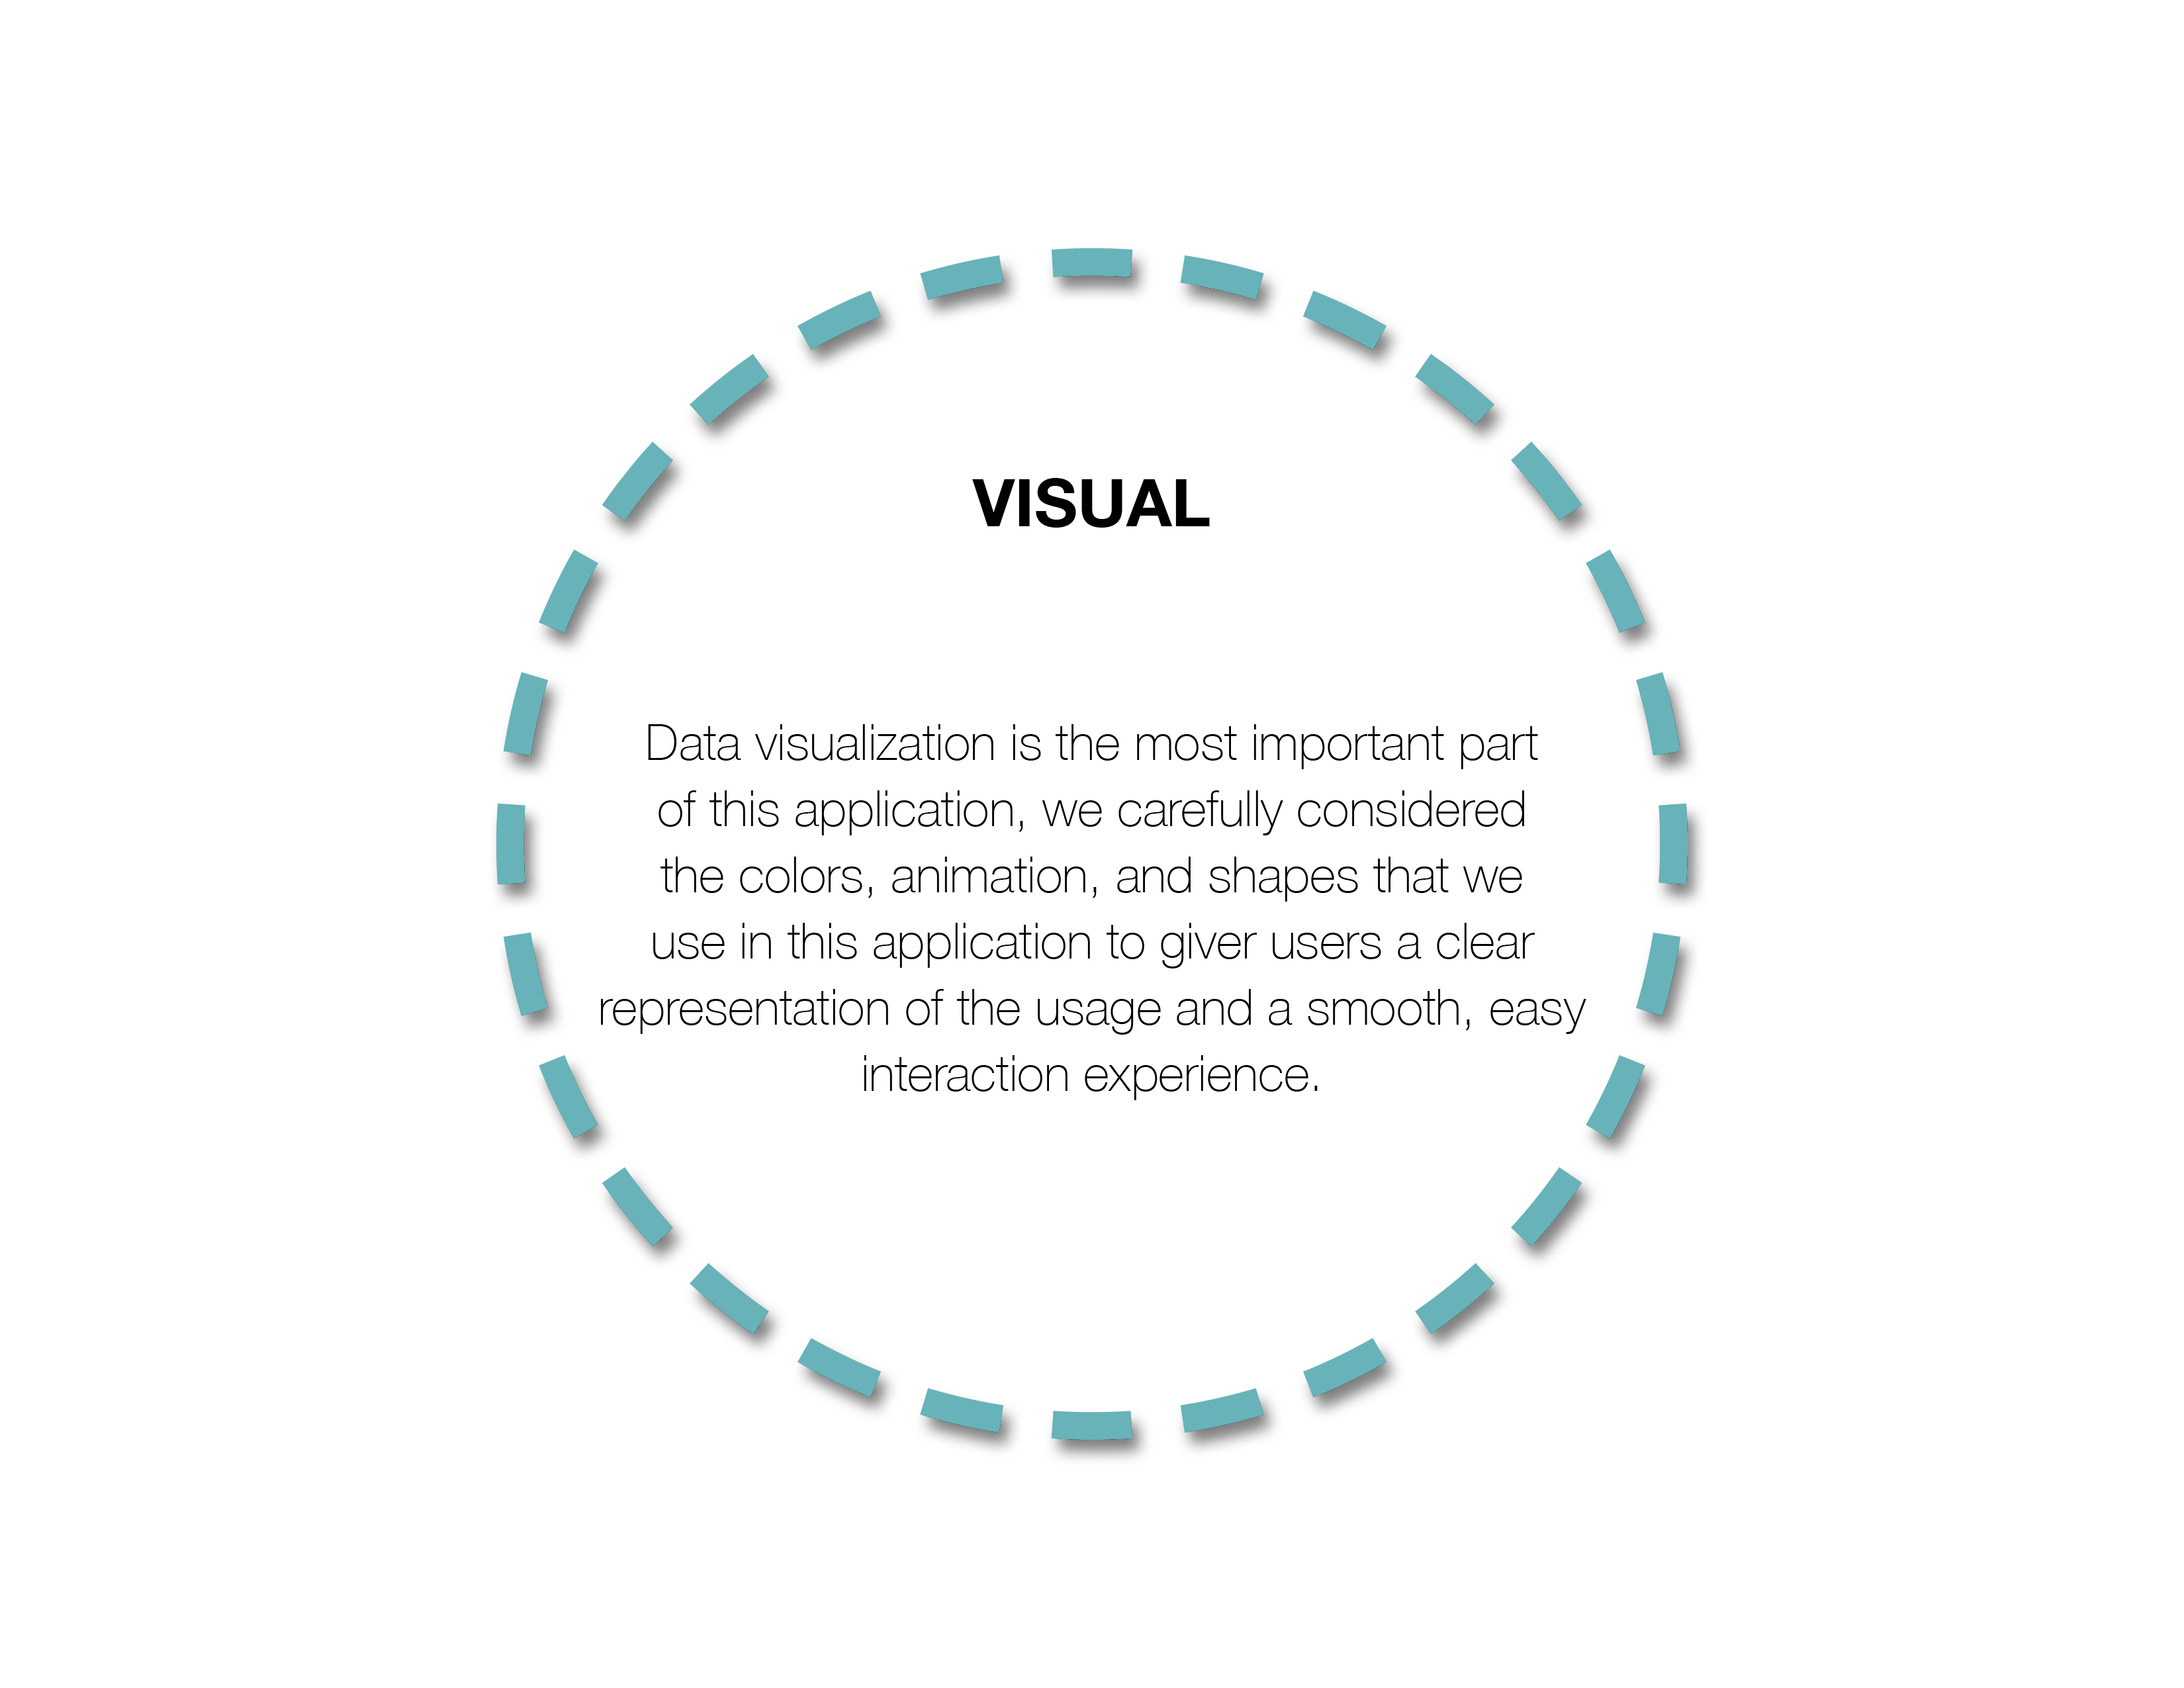 VISUAL
Data visualization is the most important part
of this application, we carefully considered
the colors, animation, and shapes that we
use in this application to giver users a clear
representation of the usage and a smooth, easy
interaction experience.